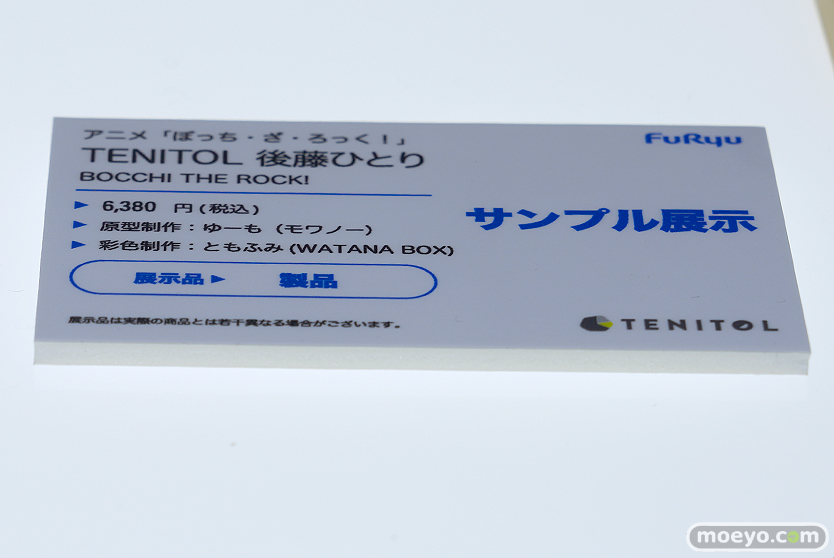 アニメ「ぼっち・ざ・ろっく！」
FuRyu
TENITOL 後藤ひとり
BOCCHI THE ROCK!
▶ 6,380 円(税込)
▶ 原型制作：ゆーも（モワノー）
▶ 彩色制作：ともふみ(WATANA BOX)
サンプル展示
展示品▶ 製品
展示品は実際の商品とは若干異なる場合がございます。
TENITOL
moeyo.com